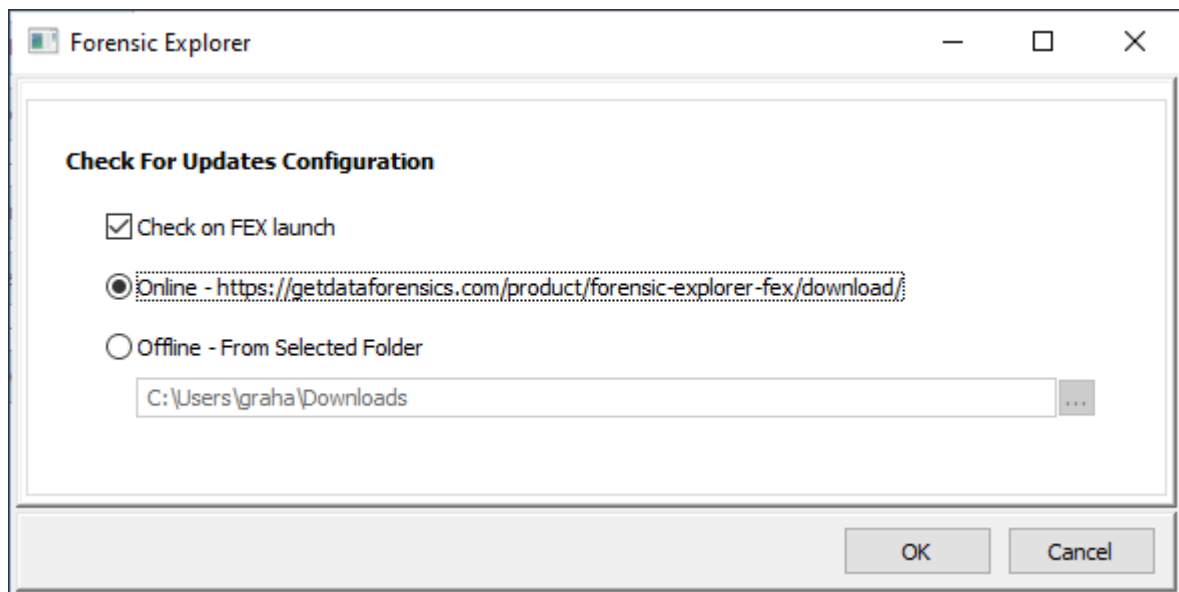 Forensic Explorer
Check For Updates Configuration
Check on FEX launch
Online - https://getdataforensics.com/product/forensic-explorer-fex/download/
Offline - From Selected Folder
C:\Users\graha\Downloads
...
OK
Cancel